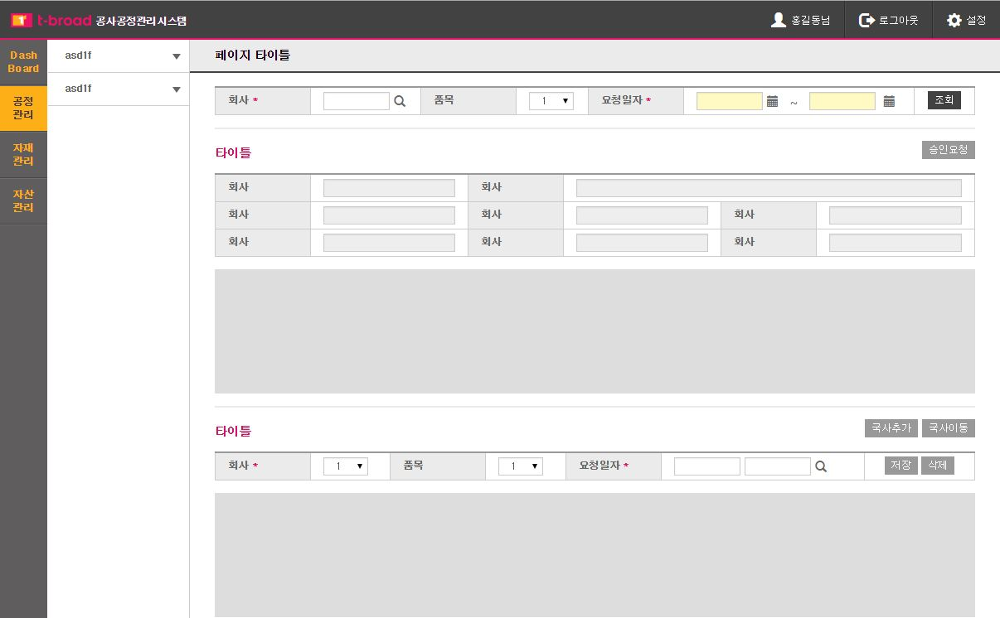 t-broad 공사공정관리시스템
홍길동님
로그아웃
설정
Dash
Board
공정
관리
자재
관리
자산
관리
asd1f
asd1f
페이지 타이틀
회사 *
품목
1
요청일자 *
~
조회
타이틀
승인요청
회사
회사
회사
회사
회사
회사
회사
회사
타이틀
국사추가
국사이동
회사 *
1
품목
1
요청일자 *
저장
삭제